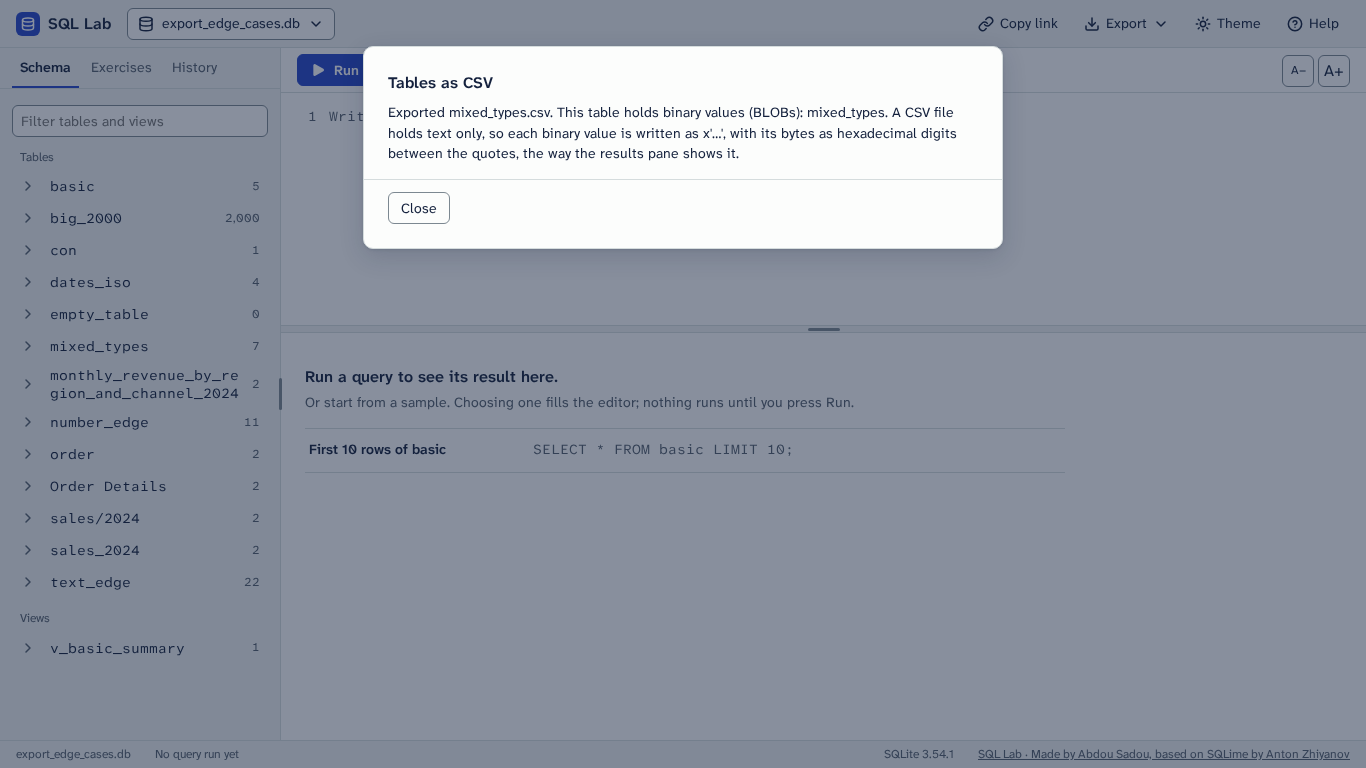 SQL Lab
export_edge_cases.db
Copy link
Export
Theme
Help
Schema
Exercises
History
Run
A−
A+
Filter tables and views
1 Writ
Tables
basic 5
big_2000 2,000
con 1
dates_iso 4
empty_table 0
mixed_types 7
monthly_revenue_by_re
gion_and_channel_2024 2
number_edge 11
order 2
Order Details 2
sales/2024 2
sales_2024 2
text_edge 22
Views
v_basic_summary 1
Tables as CSV
Exported mixed_types.csv. This table holds binary values (BLOBs): mixed_types. A CSV file
holds text only, so each binary value is written as x'…', with its bytes as hexadecimal digits
between the quotes, the way the results pane shows it.
Close
Run a query to see its result here.
Or start from a sample. Choosing one fills the editor; nothing runs until you press Run.
First 10 rows of basic SELECT * FROM basic LIMIT 10;
export_edge_cases.db
No query run yet
SQLite 3.54.1
SQL Lab · Made by Abdou Sadou, based on SQLime by Anton Zhiyanov